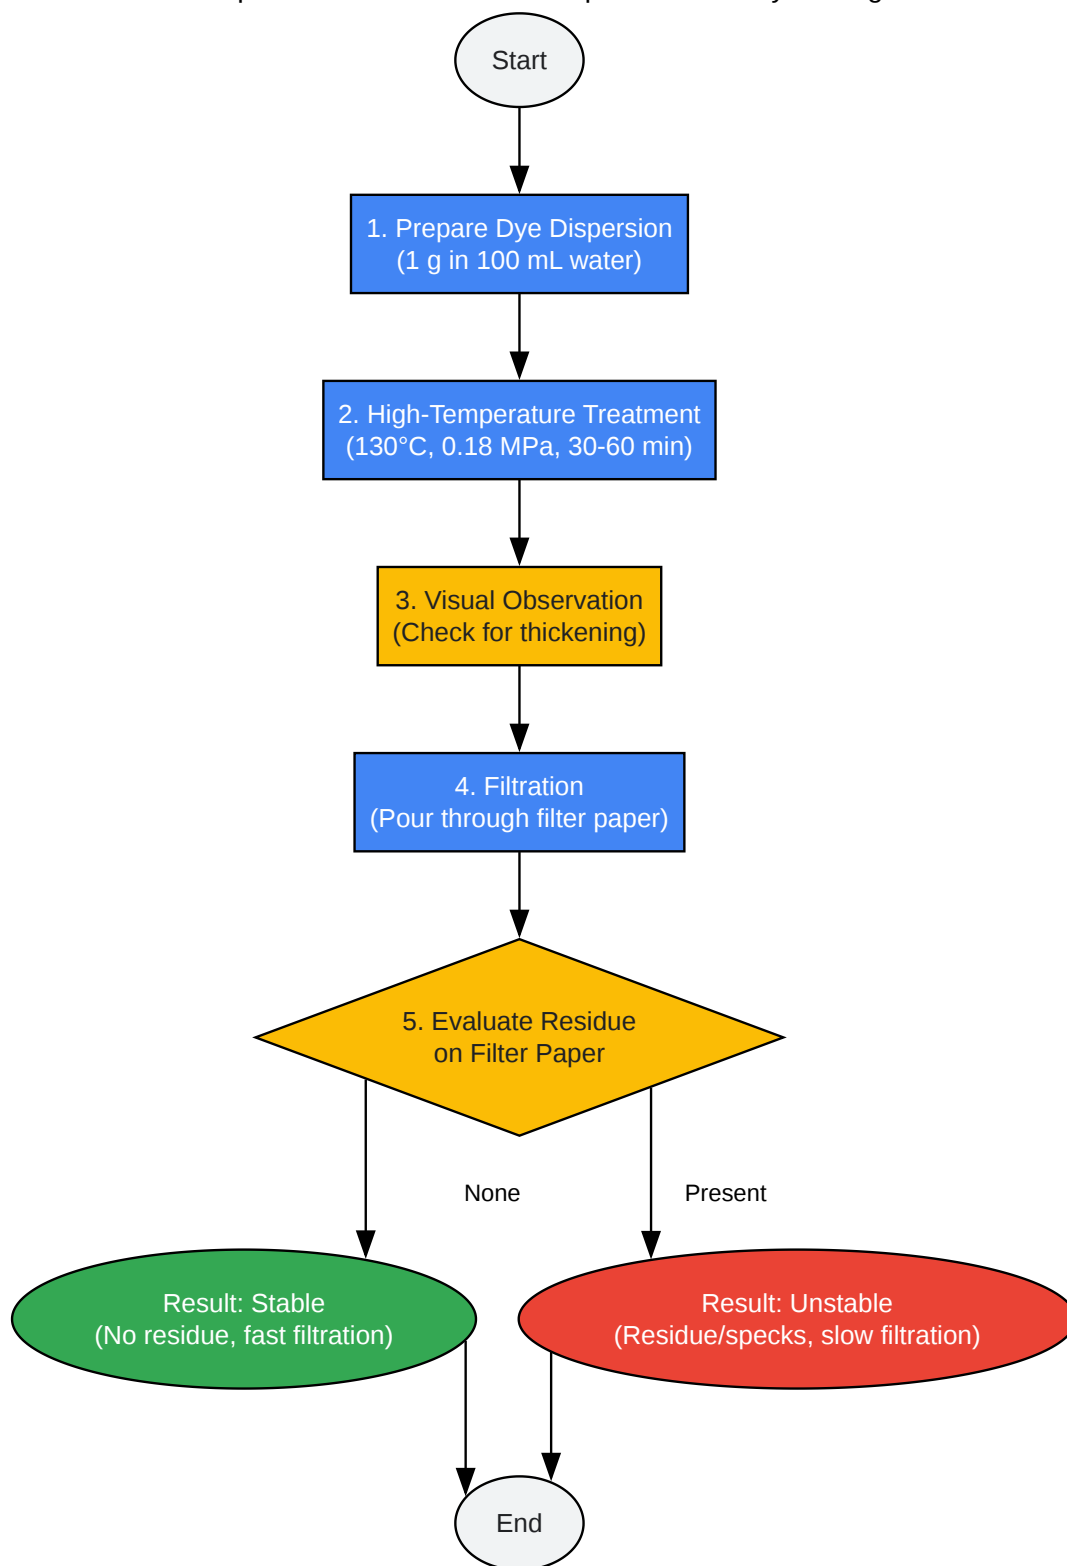 Start
1. Prepare Dye Dispersion
(1 g in 100 mL water)
2. High-Temperature Treatment
(130°C, 0.18 MPa, 30-60 min)
3. Visual Observation
(Check for thickening)
4. Filtration
(Pour through filter paper)
5. Evaluate Residue
on Filter Paper
None
Present
Result: Stable
(No residue, fast filtration)
Result: Unstable
(Residue/specks, slow filtration)
End